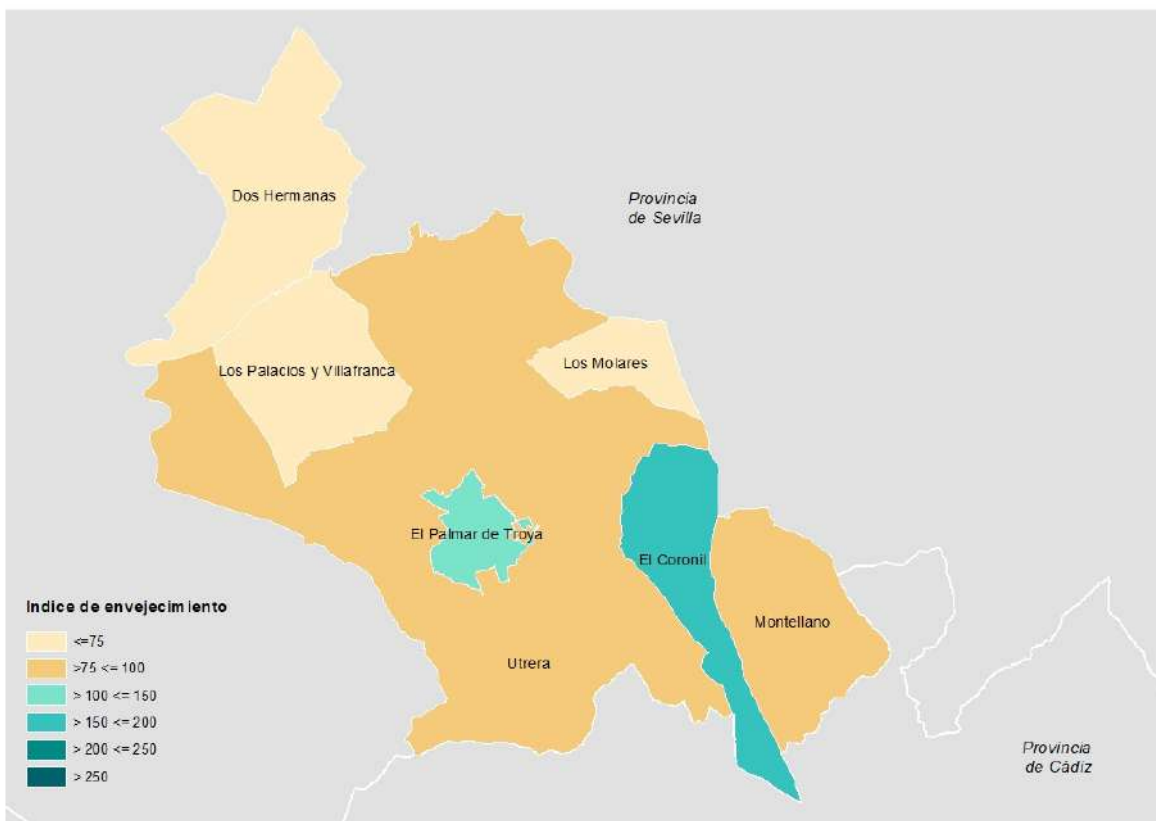 Dos Hermanas
Provincia
de Sevilla
Los Palacios y Villafranca
Los Molares
El Palmar de Troya
El Coronil
Montellano
Utrera
Indice de envejecimiento
<=75
>75 <= 100
> 100 <= 150
> 150 <= 200
> 200 <= 250
> 250
Provincia
de Cádiz